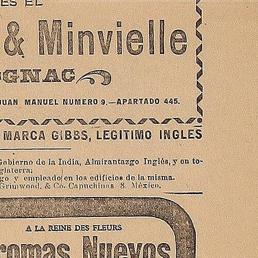 ES EL
& Minvielle
OGNAC
JUAN MANUEL NUMERO 9.—APARTADO 445.
MARCA GIBBS, LEGITIMO INGLES
Gobierno de la India, Almirantazgo Inglés, y en to-
glaterra;
go y empleado en los edificios de la misma.
Grimwood, & Co. Capuchinas 8. México.
A LA REINE DES FLEURS
romas Nuevos